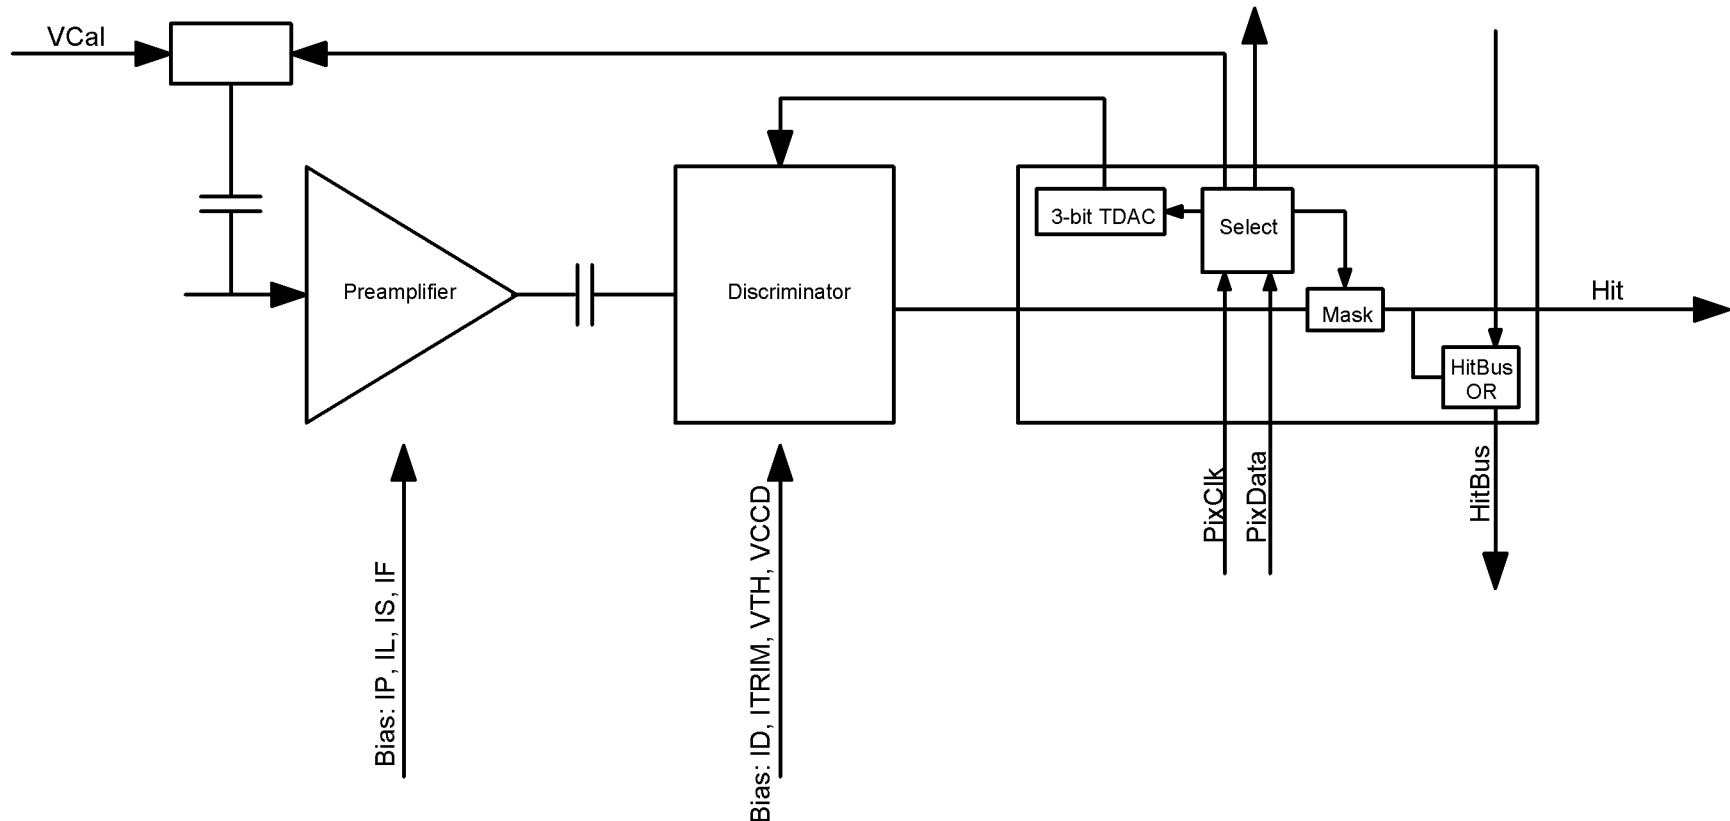 VCal
3-bit TDAC
Select
Preamplifier
Discriminator
Mask
Hit
HitBus
OR
PixClk
PixData
HitBus
Bias: IP, IL, IS, IF
Bias: ID, ITRIM, VTH, VCCD